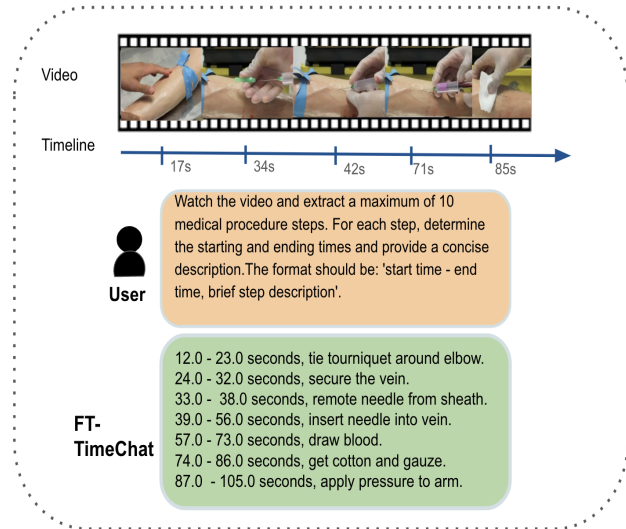 Video
Timeline
17s
34s
42s
71s
85s
Watch the video and extract a maximum of 10
medical procedure steps. For each step, determine
the starting and ending times and provide a concise
description.The format should be: 'start time - end
time, brief step description'.
User
12.0 - 23.0 seconds, tie tourniquet around elbow.
24.0 - 32.0 seconds, secure the vein.
33.0 - 38.0 seconds, remote needle from sheath.
39.0 - 56.0 seconds, insert needle into vein.
57.0 - 73.0 seconds, draw blood.
74.0 - 86.0 seconds, get cotton and gauze.
87.0 - 105.0 seconds, apply pressure to arm.
FT-
TimeChat